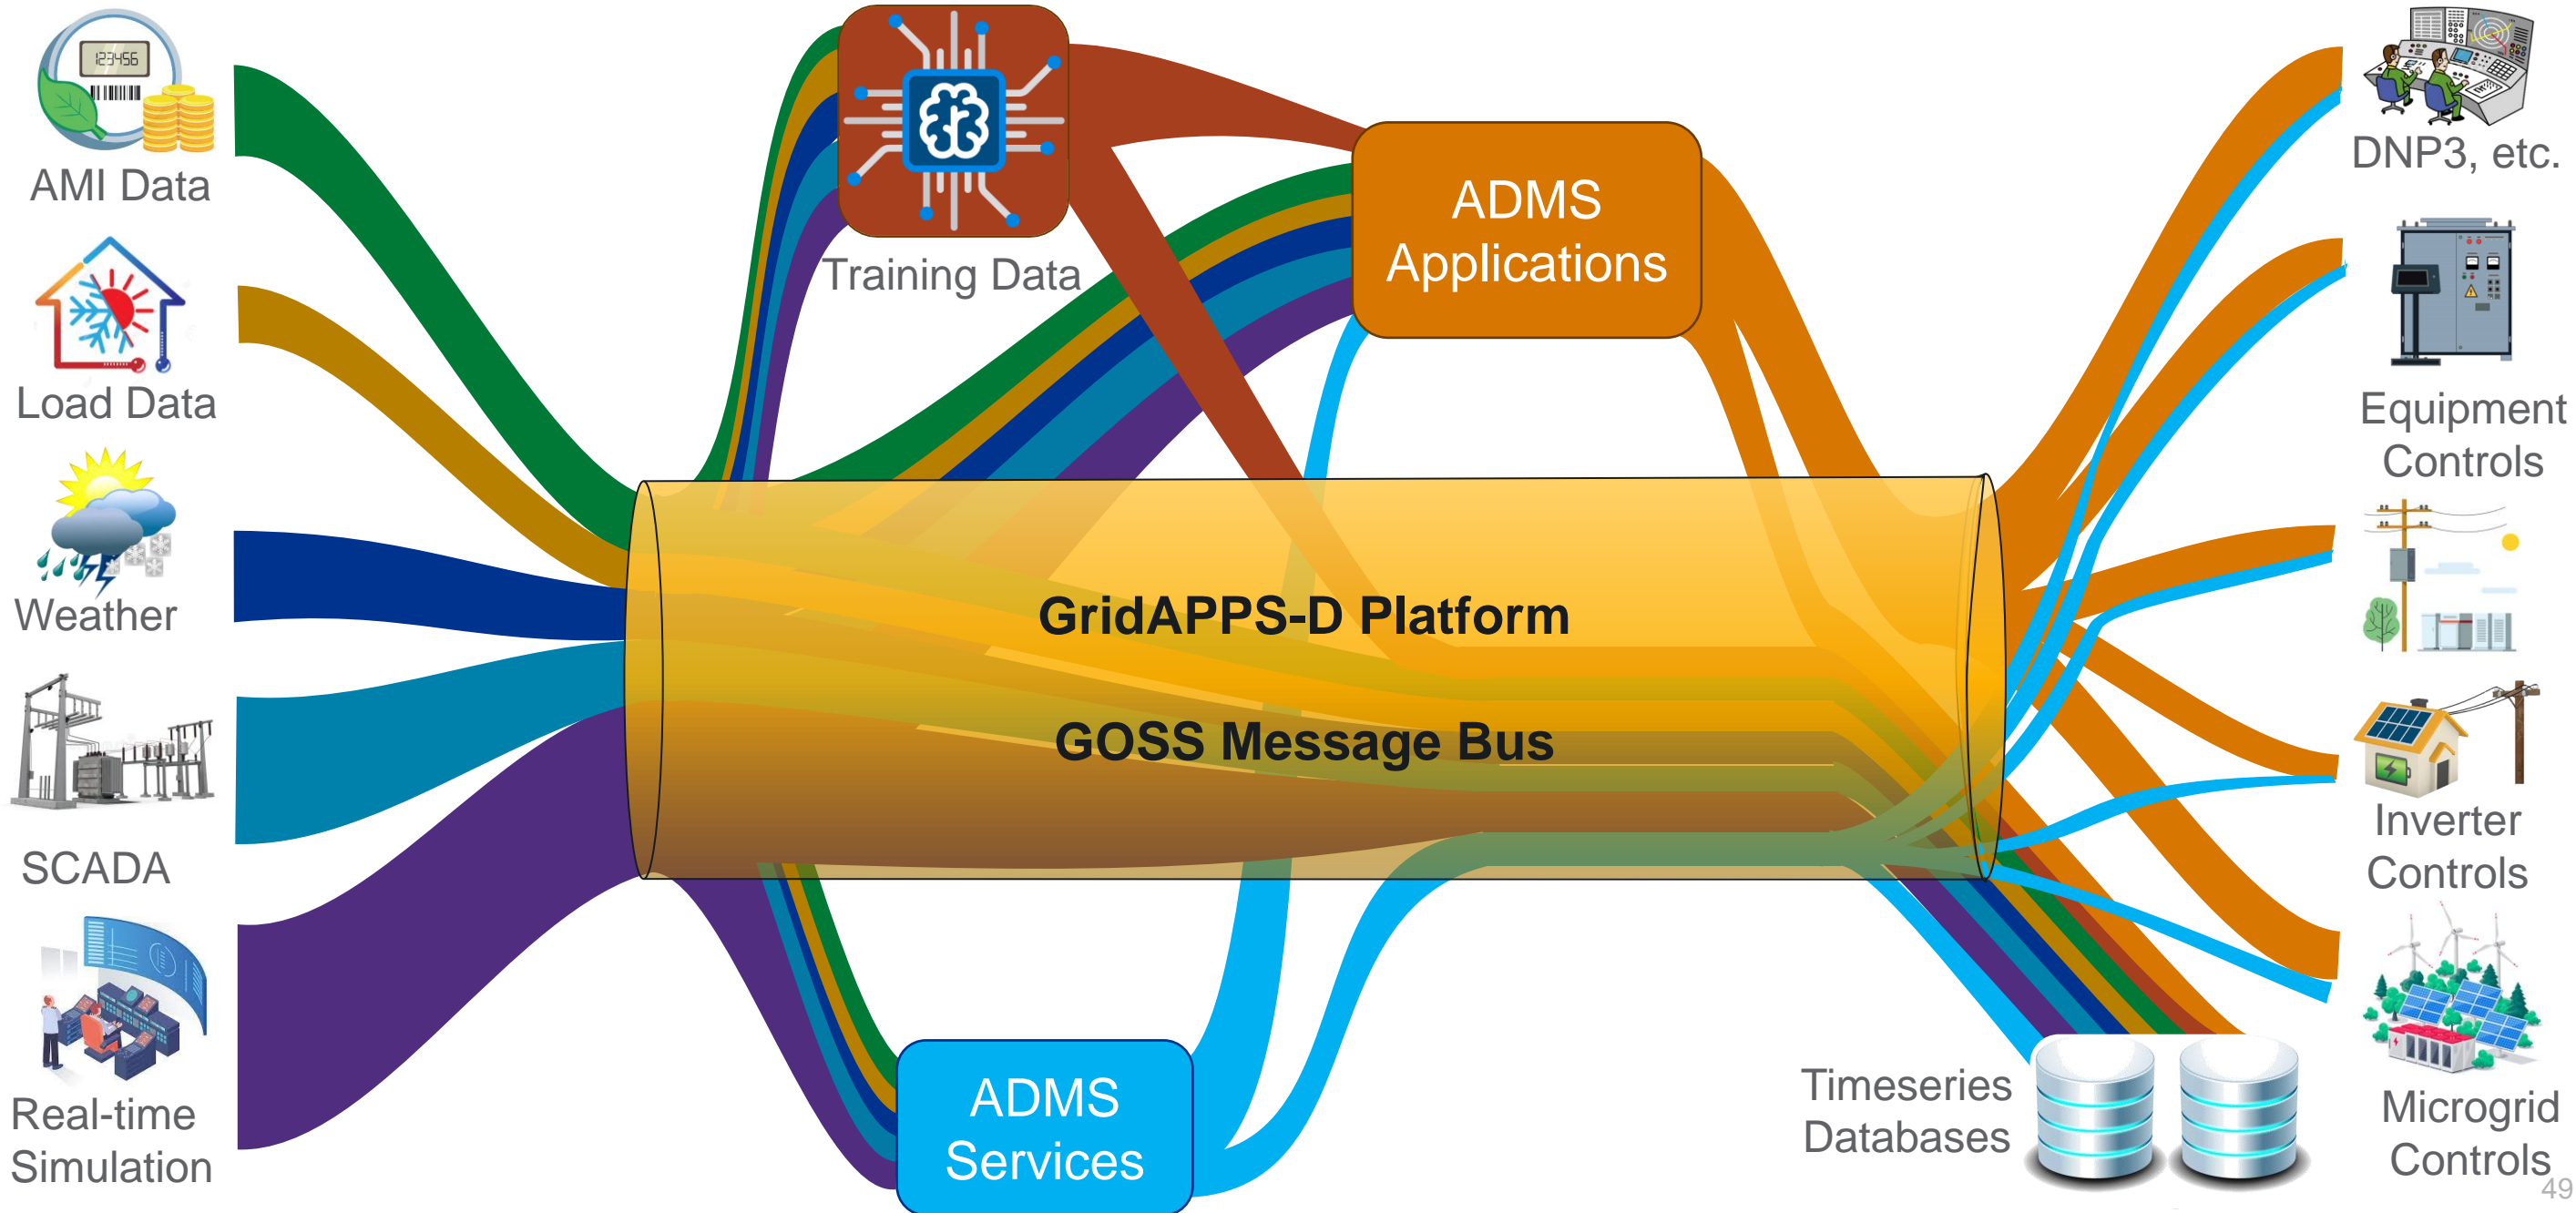 123456
AMI Data
Load Data
Weather
SCADA
Real-time
Simulation
Training Data
ADMS
Applications
GridAPPS-D Platform
GOSS Message Bus
ADMS
Services
Timeseries
Databases
DNP3, etc.
Equipment
Controls
Inverter
Controls
Microgrid
Controls
49